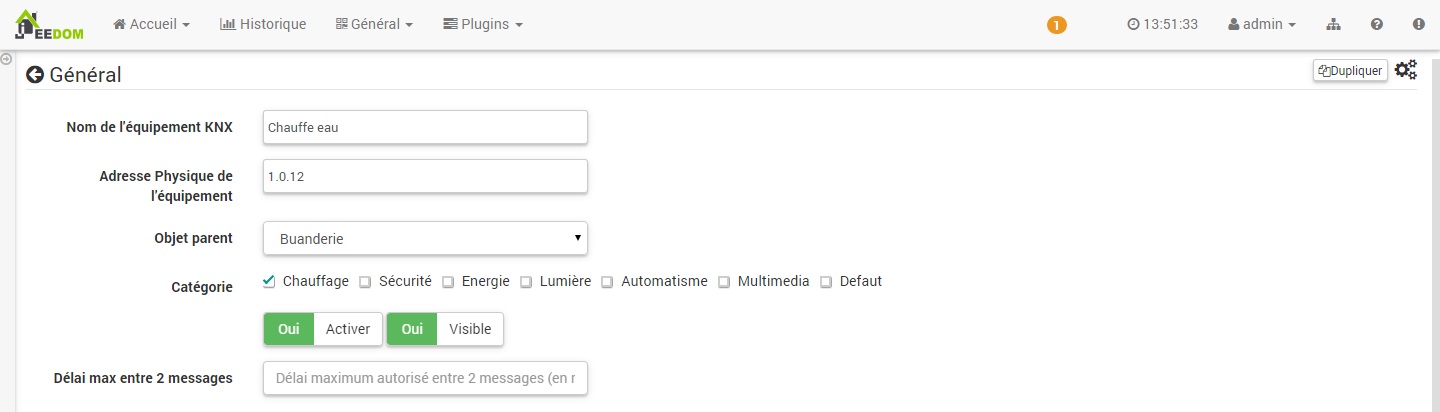 JEEDOM Accueil Historique Général Plugins 1 13:51:33 admin
Général Dupliquer
Nom de l'équipement KNX Chauffe eau
Adresse Physique de l'équipement 1.0.12
Objet parent Buanderie
Catégorie Chauffage Sécurité Energie Lumière Automatisme Multimedia Defaut
Oui Activer Oui Visible
Délai max entre 2 messages Délai maximum autorisé entre 2 messages (en